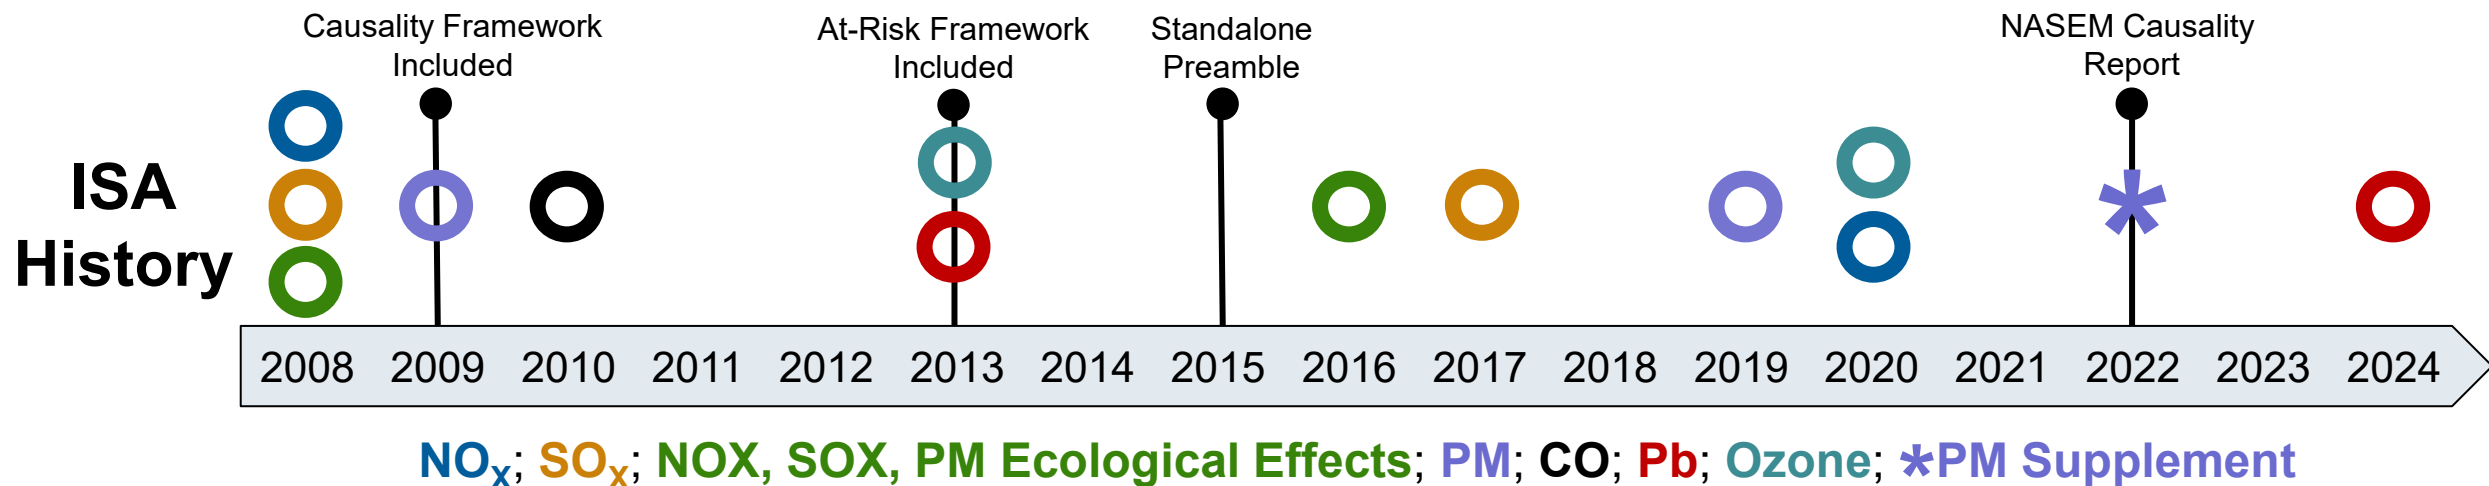 Causality Framework
Included
At-Risk Framework
Included
Standalone
Preamble
NASEM Causality
Report
ISA
History
2008 2009 2010 2011 2012 2013 2014 2015 2016 2017 2018 2019 2020 2021 2022 2023 2024
NOx; SOx; NOX, SOX, PM Ecological Effects; PM; CO; Pb; Ozone; *PM Supplement